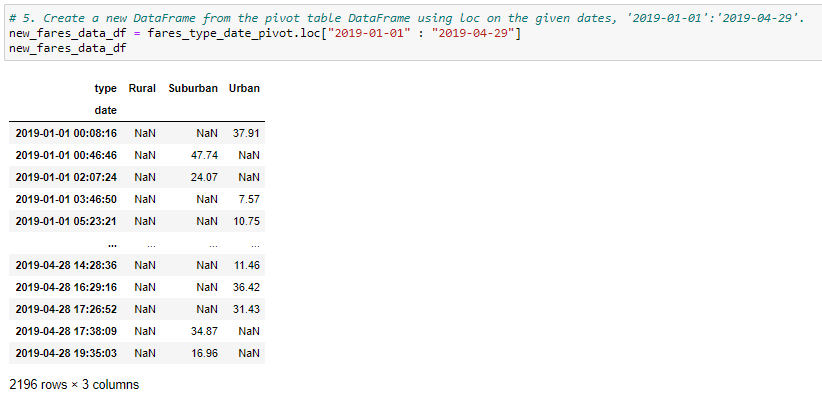 # 5. Create a new DataFrame from the pivot table DataFrame using loc on the given dates, '2019-01-01':'2019-04-29'.
new_fares_data_df = fares_type_date_pivot.loc["2019-01-01" : "2019-04-29"]
new_fares_data_df
type Rural Suburban Urban
date
2019-01-01 00:08:16 NaN NaN 37.91
2019-01-01 00:46:46 NaN 47.74 NaN
2019-01-01 02:07:24 NaN 24.07 NaN
2019-01-01 03:46:50 NaN NaN 7.57
2019-01-01 05:23:21 NaN NaN 10.75
... ... ... ...
2019-04-28 14:28:36 NaN NaN 11.46
2019-04-28 16:29:16 NaN NaN 36.42
2019-04-28 17:26:52 NaN NaN 31.43
2019-04-28 17:38:09 NaN 34.87 NaN
2019-04-28 19:35:03 NaN 16.96 NaN
2196 rows × 3 columns